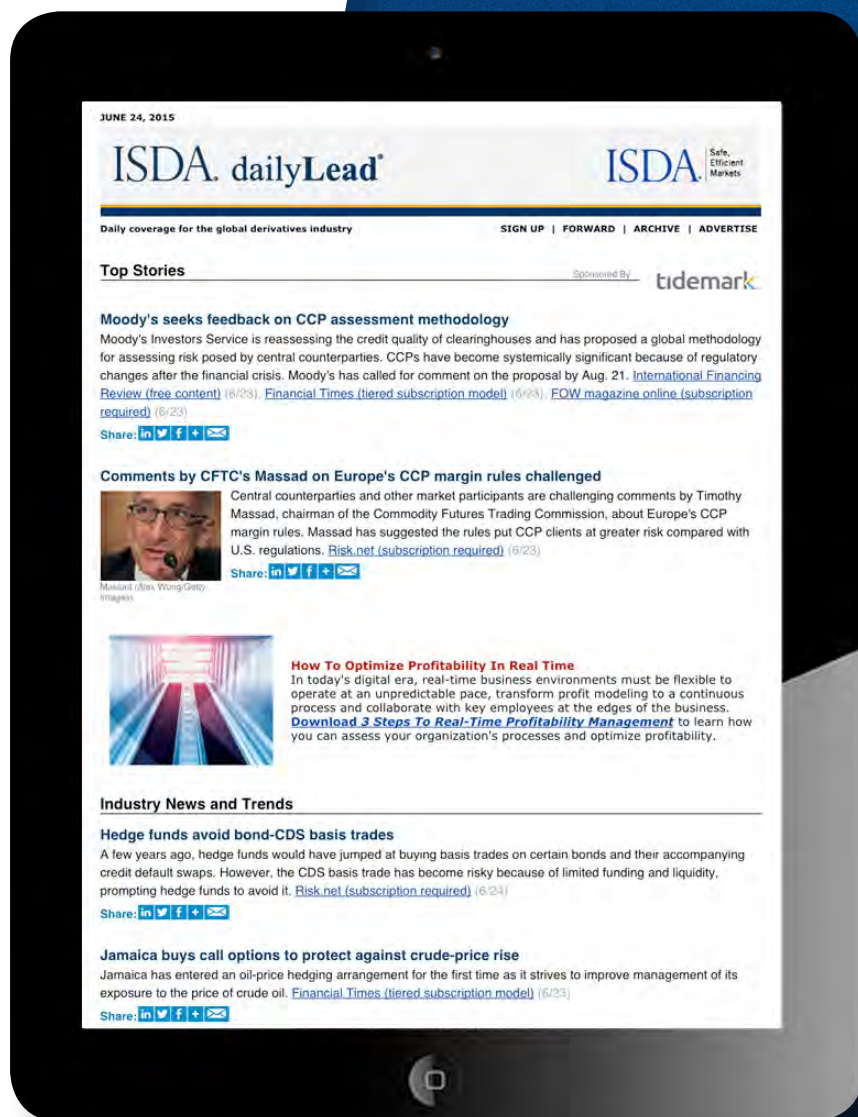 JUNE 24, 2015
ISDA. dailyLead®
ISDA. Safe,
Efficient
Markets
Daily coverage for the global derivatives industry
SIGN UP | FORWARD | ARCHIVE | ADVERTISE
Top Stories
Sponsored By tidemark
Moody's seeks feedback on CCP assessment methodology
Moody's Investors Service is reassessing the credit quality of clearinghouses and has proposed a global methodology
for assessing risk posed by central counterparties. CCPs have become systemically significant because of regulatory
changes after the financial crisis. Moody's has called for comment on the proposal by Aug. 21. International Financing
Review (free content) (6/23), Financial Times (tiered subscription model) (6/23), FOW magazine online (subscription
required) (6/23)
Share: in f +
Comments by CFTC's Massad on Europe's CCP margin rules challenged
Central counterparties and other market participants are challenging comments by Timothy
Massad, chairman of the Commodity Futures Trading Commission, about Europe's CCP
margin rules. Massad has suggested the rules put CCP clients at greater risk compared with
U.S. regulations. Risk.net (subscription required) (6/23)
Share: in f +
Massad (Alex Wong/Getty
Images)
How To Optimize Profitability In Real Time
In today's digital era, real-time business environments must be flexible to
operate at an unpredictable pace, transform profit modeling to a continuous
process and collaborate with key employees at the edges of the business.
Download 3 Steps To Real-Time Profitability Management to learn how
you can assess your organization's processes and optimize profitability.
Industry News and Trends
Hedge funds avoid bond-CDS basis trades
A few years ago, hedge funds would have jumped at buying basis trades on certain bonds and their accompanying
credit default swaps. However, the CDS basis trade has become risky because of limited funding and liquidity,
prompting hedge funds to avoid it. Risk.net (subscription required) (6/24)
Share: in f +
Jamaica buys call options to protect against crude-price rise
Jamaica has entered an oil-price hedging arrangement for the first time as it strives to improve management of its
exposure to the price of crude oil. Financial Times (tiered subscription model) (6/23)
Share: in f +